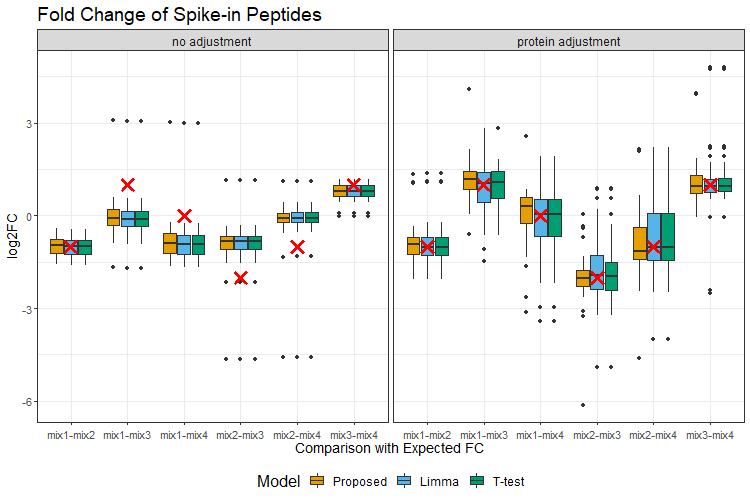 Fold Change of Spike-in Peptides
no adjustment
protein adjustment
log2FC
3
0
-3
-6
mix1-mix2 mix1-mix3 mix1-mix4 mix2-mix3 mix2-mix4 mix3-mix4
mix1-mix2 mix1-mix3 mix1-mix4 mix2-mix3 mix2-mix4 mix3-mix4
Comparison with Expected FC
Model Proposed Limma T-test